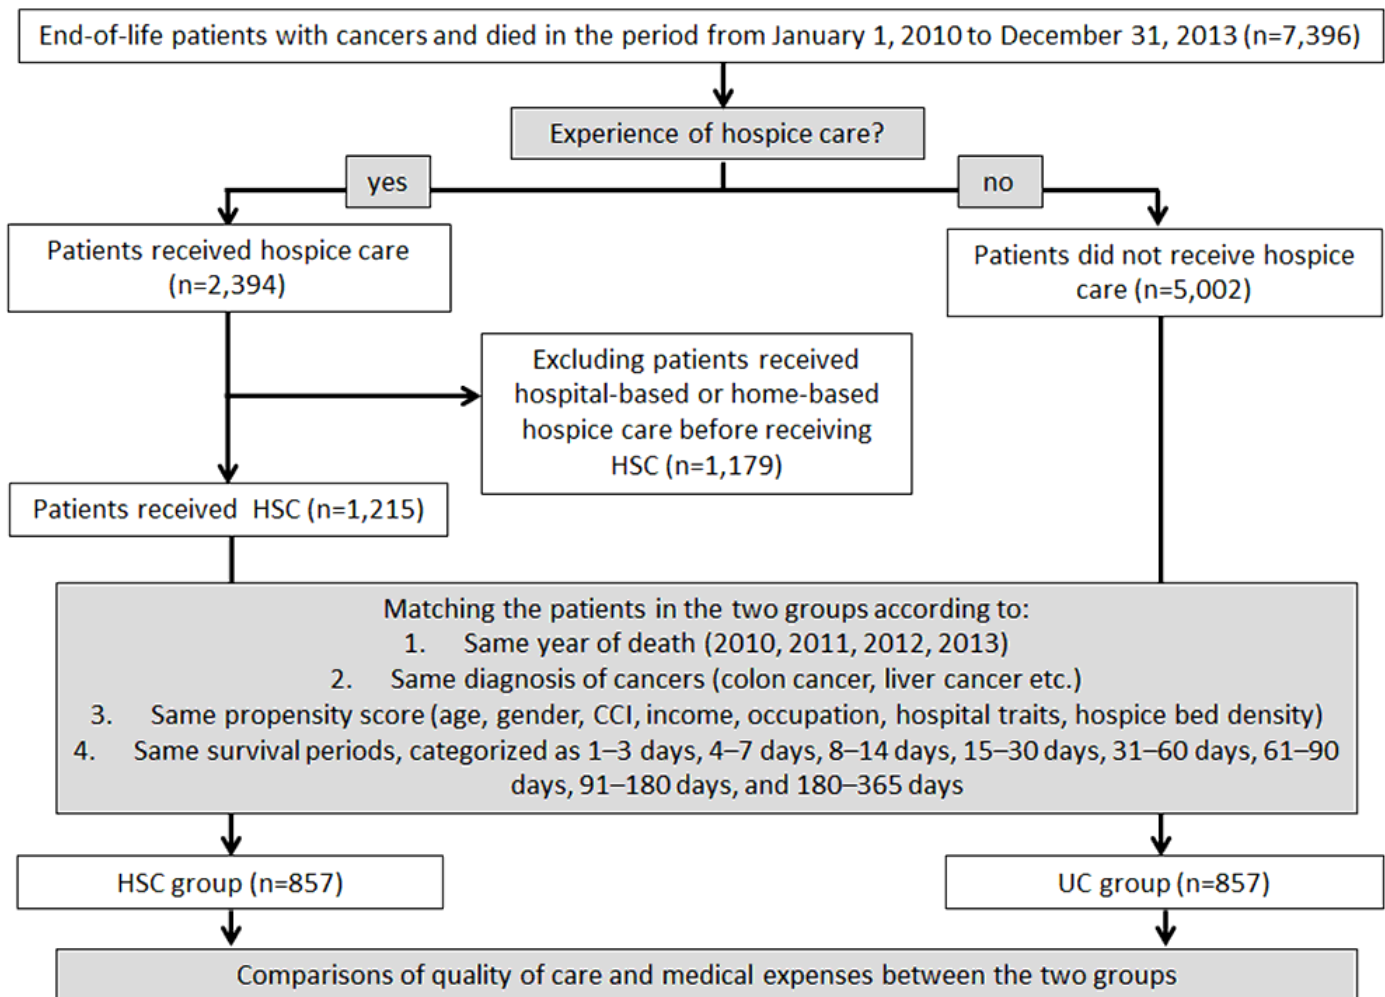 End-of-life patients with cancers and died in the period from January 1, 2010 to December 31, 2013 (n=7,396)
Experience of hospice care?
yes
no
Patients received hospice care
(n=2,394)
Patients did not receive hospice
care (n=5,002)
Excluding patients received
hospital-based or home-based
hospice care before receiving
HSC (n=1,179)
Patients received HSC (n=1,215)
Matching the patients in the two groups according to:
1. Same year of death (2010, 2011, 2012, 2013)
2. Same diagnosis of cancers (colon cancer, liver cancer etc.)
3. Same propensity score (age, gender, CCI, income, occupation, hospital traits, hospice bed density)
4. Same survival periods, categorized as 1–3 days, 4–7 days, 8–14 days, 15–30 days, 31–60 days, 61–90
days, 91–180 days, and 180–365 days
HSC group (n=857)
UC group (n=857)
Comparisons of quality of care and medical expenses between the two groups